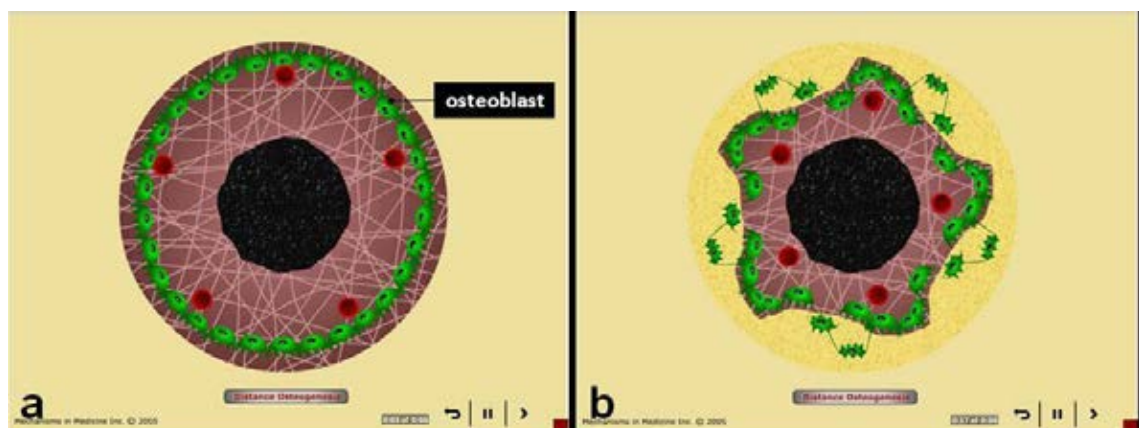 osteoblast
a
Distance Osteogenesis
Mechanisms in Medicine Inc. © 2005
b
Distance Osteogenesis
Mechanisms in Medicine Inc. © 2005